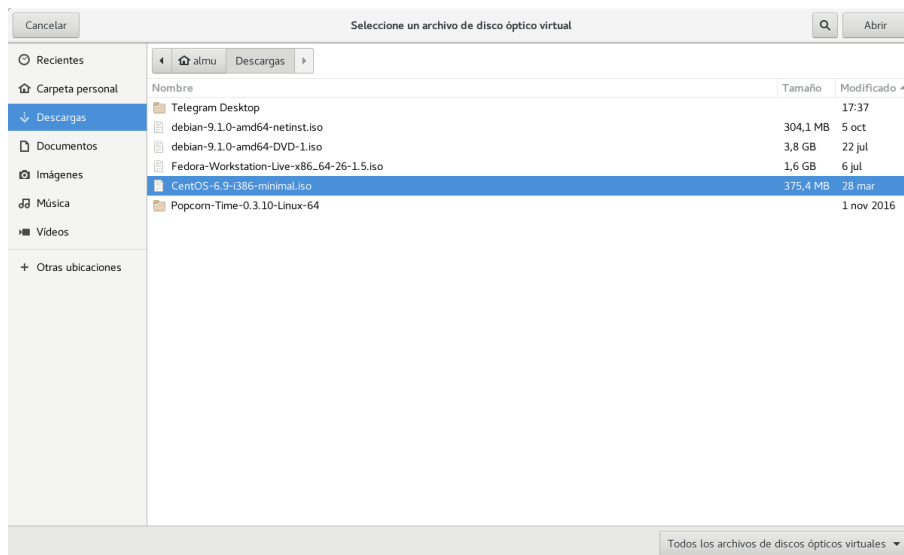 Cancelar
Seleccione un archivo de disco óptico virtual
Abrir
Recientes
Carpeta personal
Descargas
Documentos
Imágenes
Música
Vídeos
+ Otras ubicaciones
almu Descargas
Nombre Tamaño Modificado
Telegram Desktop 17:37
debian-9.1.0-amd64-netinst.iso 304,1 MB 5 oct
debian-9.1.0-amd64-DVD-1.iso 3,8 GB 22 jul
Fedora-Workstation-Live-x86_64-26-1.5.iso 1,6 GB 6 jul
CentOS-6.9-i386-minimal.iso 375,4 MB 28 mar
Popcorn-Time-0.3.10-Linux-64 1 nov 2016
Todos los archivos de discos ópticos virtuales